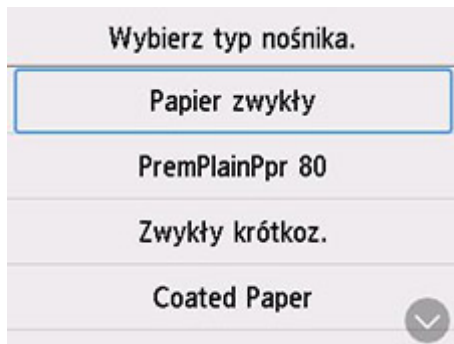 Wybierz typ nośnika.
Papier zwykły
PremPlainPpr 80
Zwykły krótkoz.
Coated Paper